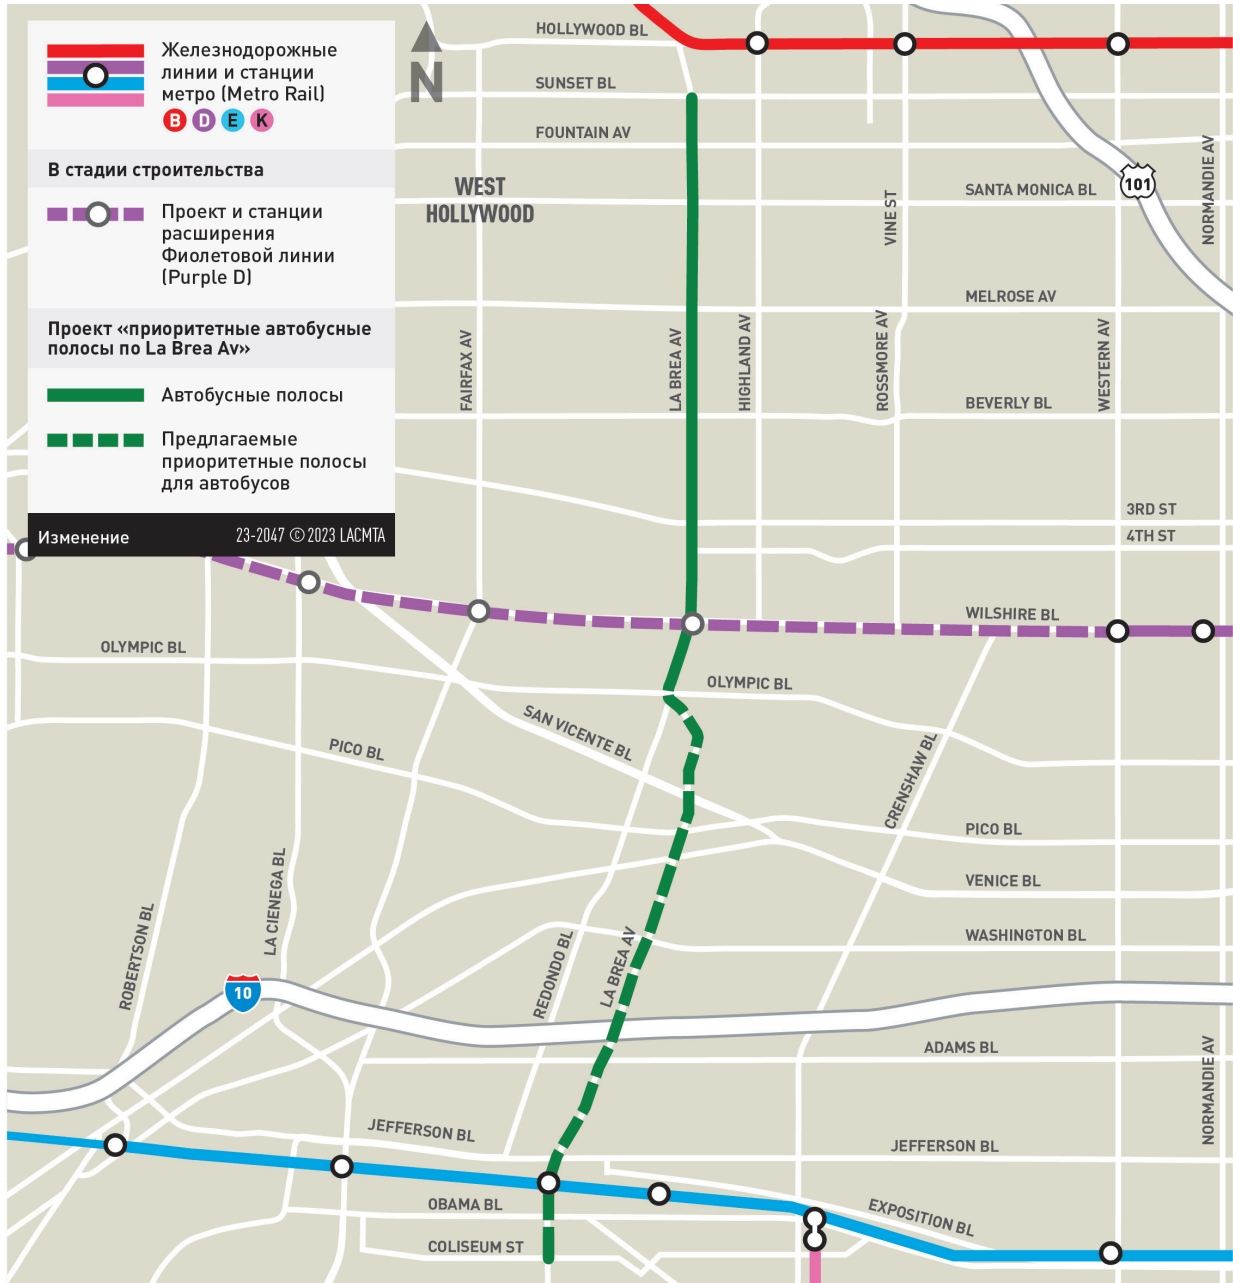 Железнодорожные
линии и станции
метро (Metro Rail)
B D E K
В стадии строительства
Проект и станции
расширения
Фиолетовой линии
(Purple D)
Проект «приоритетные автобусные
полосы по La Brea Av»
Автобусные полосы
Предлагаемые
приоритетные полосы
для автобусов
Изменение 23-2047 © 2023 LACMTA
N
HOLLYWOOD BL
SUNSET BL
FOUNTAIN AV
WEST
HOLLYWOOD
SANTA MONICA BL
101
NORMANDIE AV
VINE ST
MELROSE AV
FAIRFAX AV
LA BREA AV
HIGHLAND AV
ROSSMORE AV
WESTERN AV
BEVERLY BL
3RD ST
4TH ST
WILSHIRE BL
OLYMPIC BL
OLYMPIC BL
SAN VICENTE BL
PICO BL
CRENSHAW BL
PICO BL
LA CIENEGA BL
VENICE BL
ROBERTSON BL
REDONDO BL
LA BREA AV
WASHINGTON BL
10
ADAMS BL
NORMANDIE AV
JEFFERSON BL
JEFFERSON BL
OBAMA BL
EXPOSITION BL
COLISEUM ST